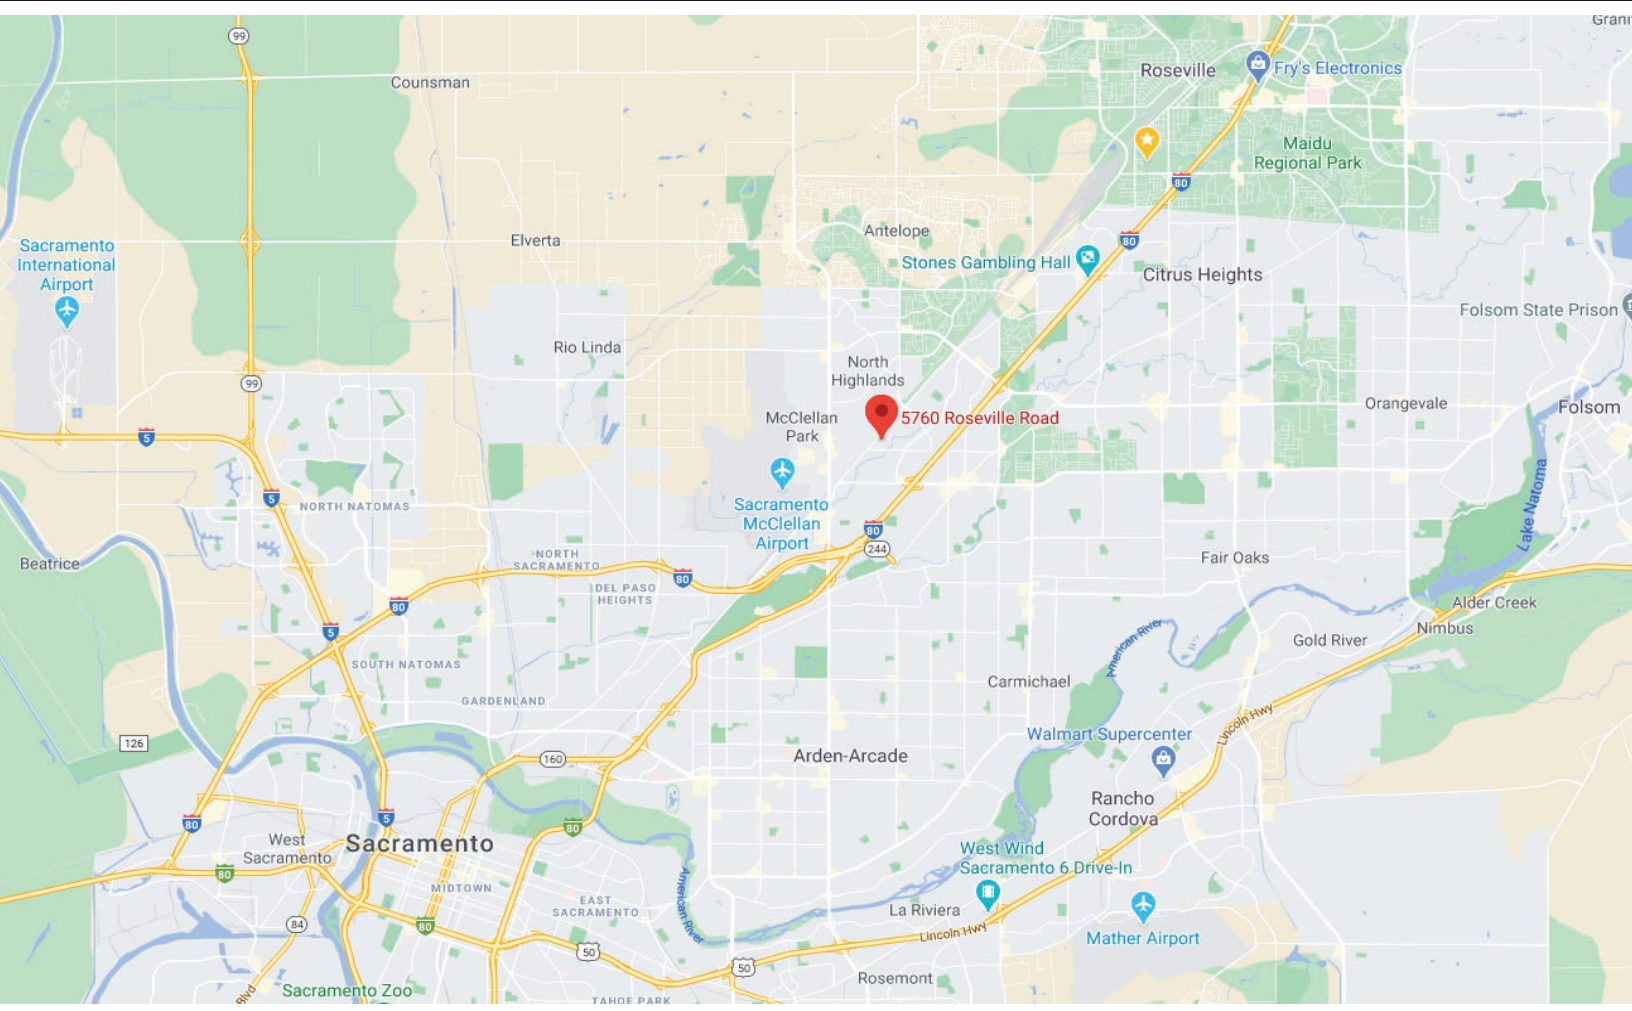 Grani
99
Counsman
Roseville
Fry's Electronics
Maidu
Regional Park
80
Sacramento
International
Airport
Elverta
Antelope
80
Stones Gambling Hall
Citrus Heights
Folsom State Prison
Rio Linda
North
Highlands
99
McClellan
Park
5760 Roseville Road
Orangevale
Folsom
5
5
NORTH NATOMAS
Sacramento
McClellan
Airport
Lake Natoma
80
244
Beatrice
NORTH
SACRAMENTO
80
DEL PASO
HEIGHTS
Fair Oaks
80
Alder Creek
Nimbus
5
American River
Gold River
SOUTH NATOMAS
Carmichael
GARDENLAND
Lincoln Hwy
126
160
Arden-Arcade
Walmart Supercenter
Rancho
Cordova
80
5
80
West
Sacramento
Sacramento
West Wind
Sacramento 6 Drive-In
80
MIDTOWN
American River
EAST
SACRAMENTO
La Riviera
84
80
Lincoln Hwy
Mather Airport
50
50
Rosemont
Sacramento Zoo
Blvd
TAHOE PARK